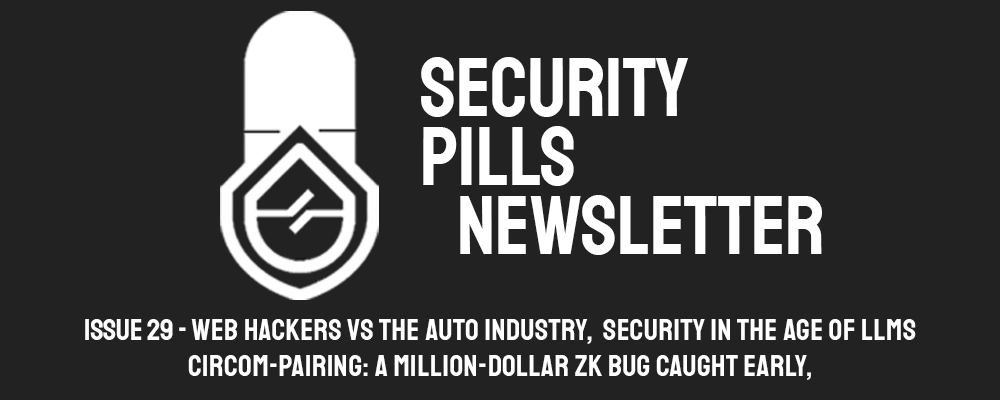 SECURITY
PILLS
NEWSLETTER
ISSUE 29 - WEB HACKERS VS THE AUTO INDUSTRY, SECURITY IN THE AGE OF LLMS
CIRCOM-PAIRING: A MILLION-DOLLAR ZK BUG CAUGHT EARLY,